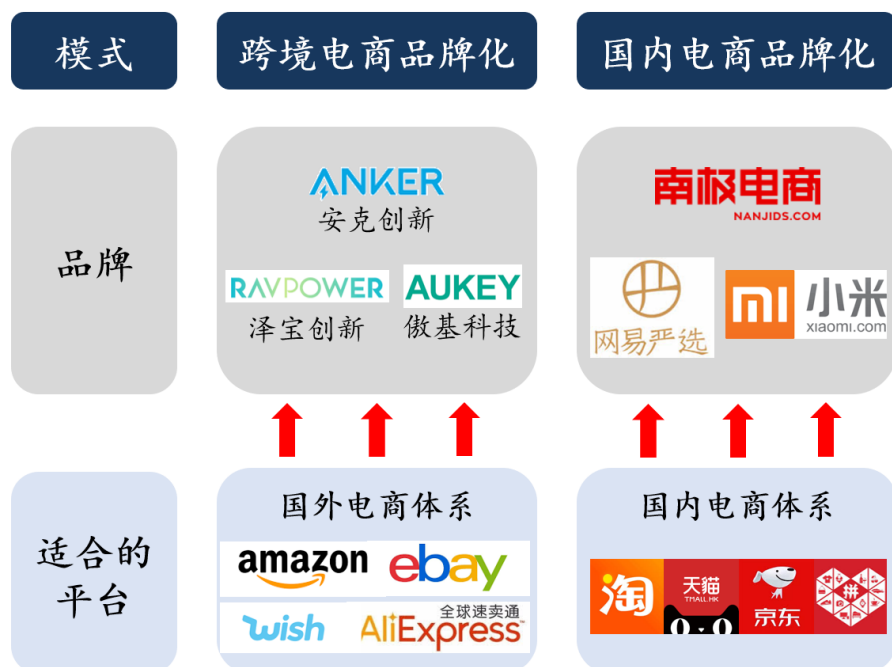 模式
跨境电商品牌化
国内电商品牌化
品牌
ANKER
安克创新
RAVPOWER
泽宝创新
AUKEY
傲基科技
南极电商
NANJIDS.COM
网易严选
mi
小米
xiaomi.com
适合的
平台
国外电商体系
amazon
ebay
wish
全球速卖通
AliExpress
国内电商体系
淘
天猫
TMALL.HK
京东
拼